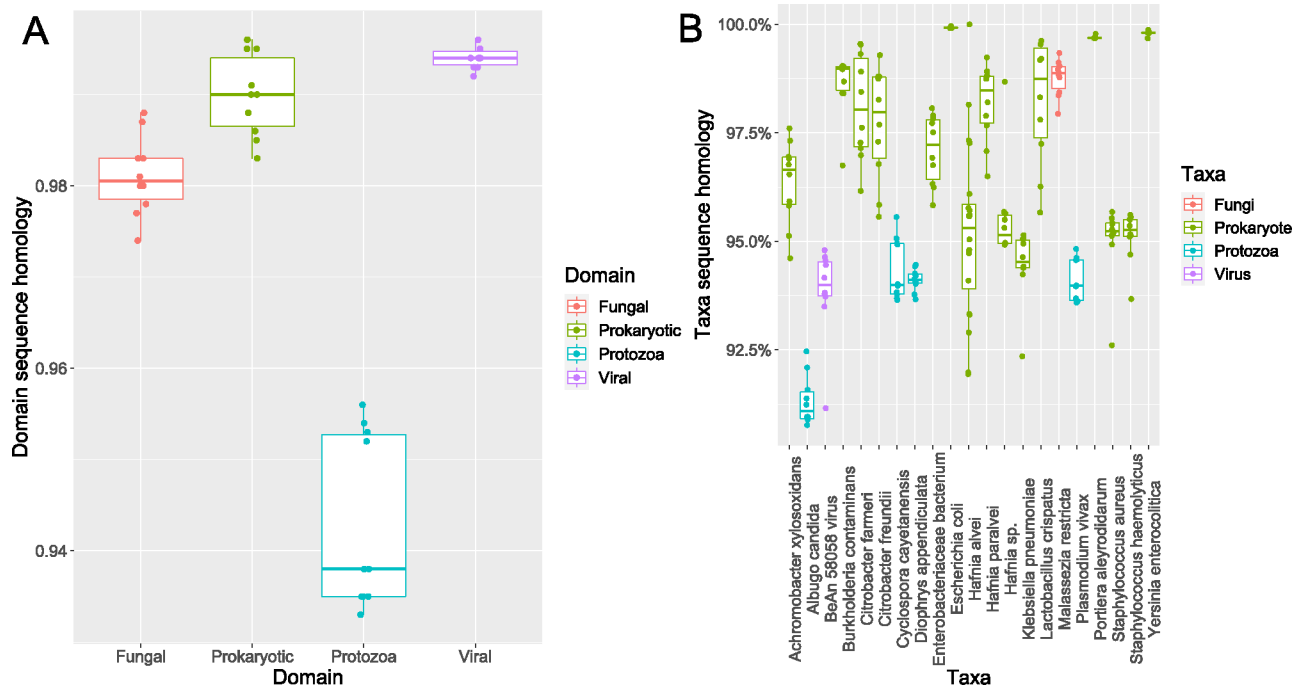 A
Domain sequence homology
0.98
0.96
0.94
Fungal
Prokaryotic
Protozoa
Viral
Domain
Domain
Fungal
Prokaryotic
Protozoa
Viral
B
Taxa sequence homology
100.0%
97.5%
95.0%
92.5%
Achromobacter xylosoxidans
Albugo candida
BeAn 58058 virus
Burkholderia contaminans
Citrobacter farmeri
Citrobacter freundii
Cyclospora cayetanensis
Diophrys appendiculata
Enterobacteriaceae bacterium
Escherichia coli
Hafnia alvei
Hafnia paralvei
Hafnia sp.
Klebsiella pneumoniae
Lactobacillus crispatus
Malassezia restricta
Plasmodium vivax
Portiera aleyrodidarum
Staphylococcus aureus
Staphylococcus haemolyticus
Yersinia enterocolitica
Taxa
Taxa
Fungi
Prokaryote
Protozoa
Virus